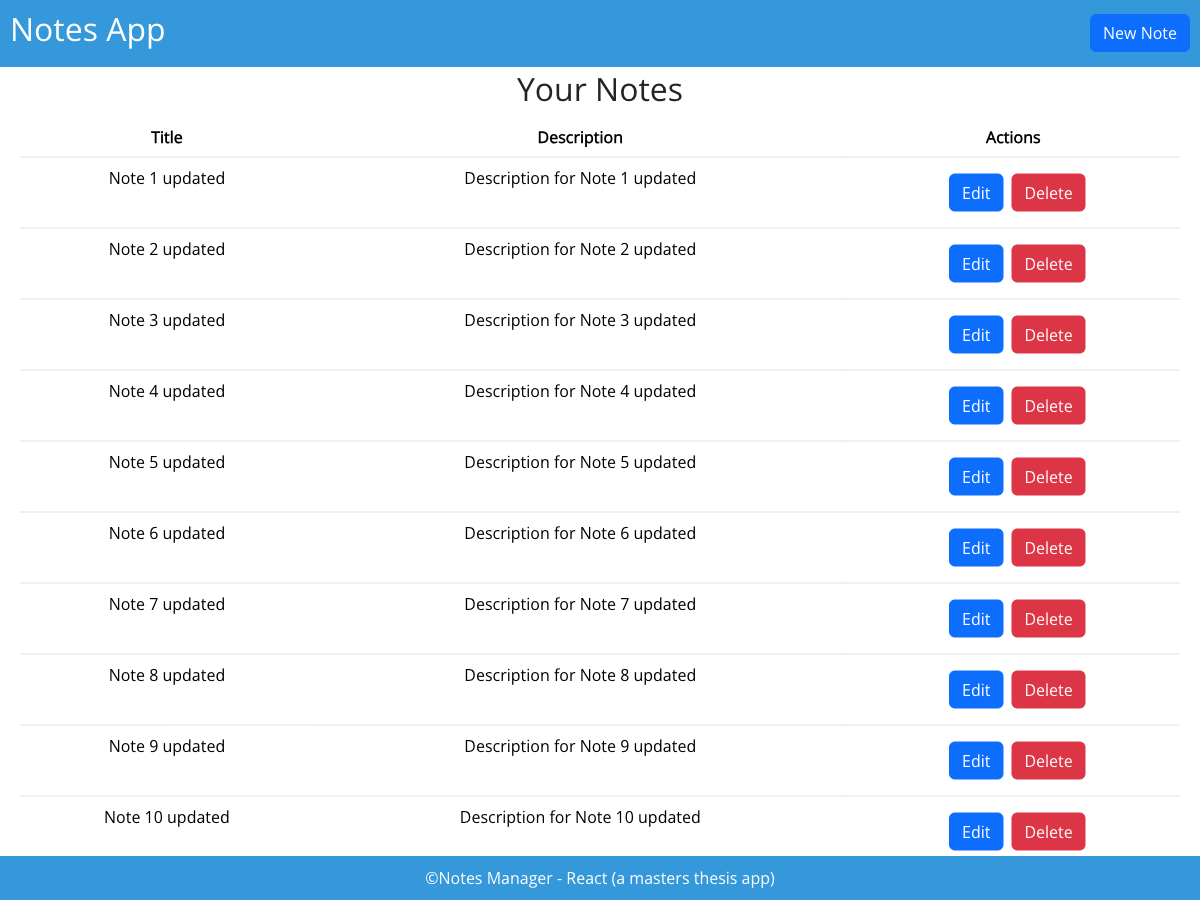 Notes App New Note
Your Notes
Title Description Actions
Note 1 updated Description for Note 1 updated Edit Delete
Note 2 updated Description for Note 2 updated Edit Delete
Note 3 updated Description for Note 3 updated Edit Delete
Note 4 updated Description for Note 4 updated Edit Delete
Note 5 updated Description for Note 5 updated Edit Delete
Note 6 updated Description for Note 6 updated Edit Delete
Note 7 updated Description for Note 7 updated Edit Delete
Note 8 updated Description for Note 8 updated Edit Delete
Note 9 updated Description for Note 9 updated Edit Delete
Note 10 updated Description for Note 10 updated Edit Delete
©Notes Manager - React (a masters thesis app)